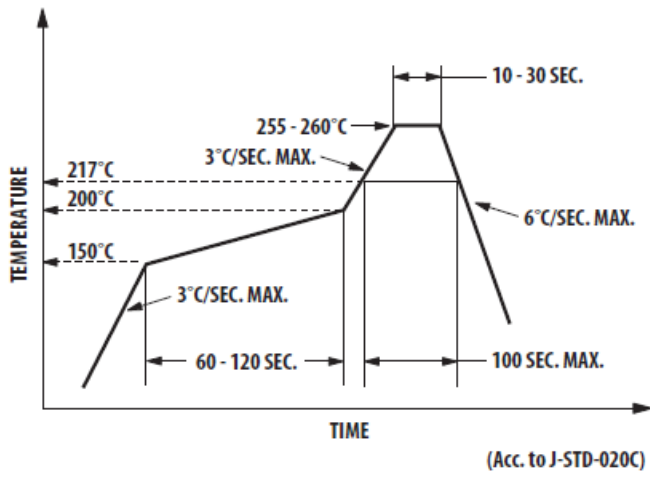 10 - 30 SEC.
255 - 260°C
3°C/SEC. MAX.
217°C
200°C
6°C/SEC. MAX.
150°C
3°C/SEC. MAX.
60 - 120 SEC.
100 SEC. MAX.
TEMPERATURE
TIME
(Acc. to J-STD-020C)